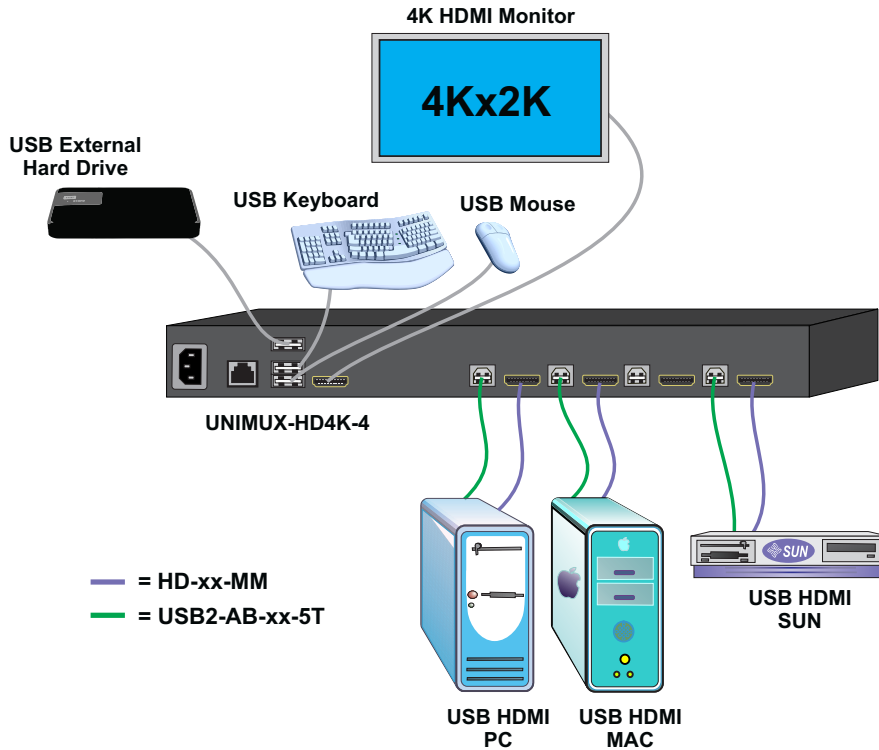 4K HDMI Monitor
4Kx2K
USB External
Hard Drive
USB Keyboard
USB Mouse
UNIMUX-HD4K-4
SUN
= HD-xx-MM
= USB2-AB-xx-5T
USB HDMI
SUN
USB HDMI
PC
USB HDMI
MAC